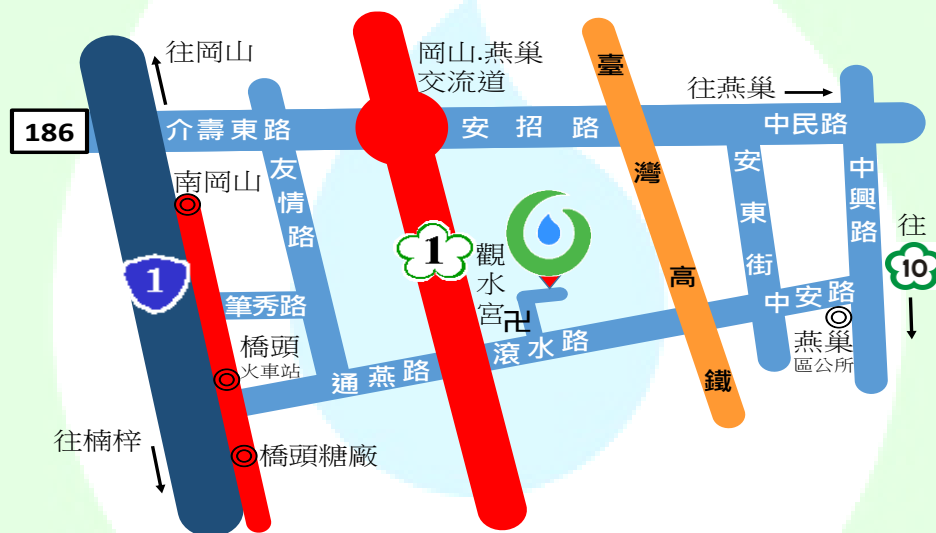 往岡山
岡山.燕巢
交流道
往燕巢
186
介壽東路
安招路
中民路
臺灣高鐵
南岡山
友情路
安東街
中興路
往
10
1
1
觀水宮
卍
筆秀路
中安路
橋頭
火車站
滾水路
燕巢
區公所
通燕路
往楠梓
橋頭糖廠